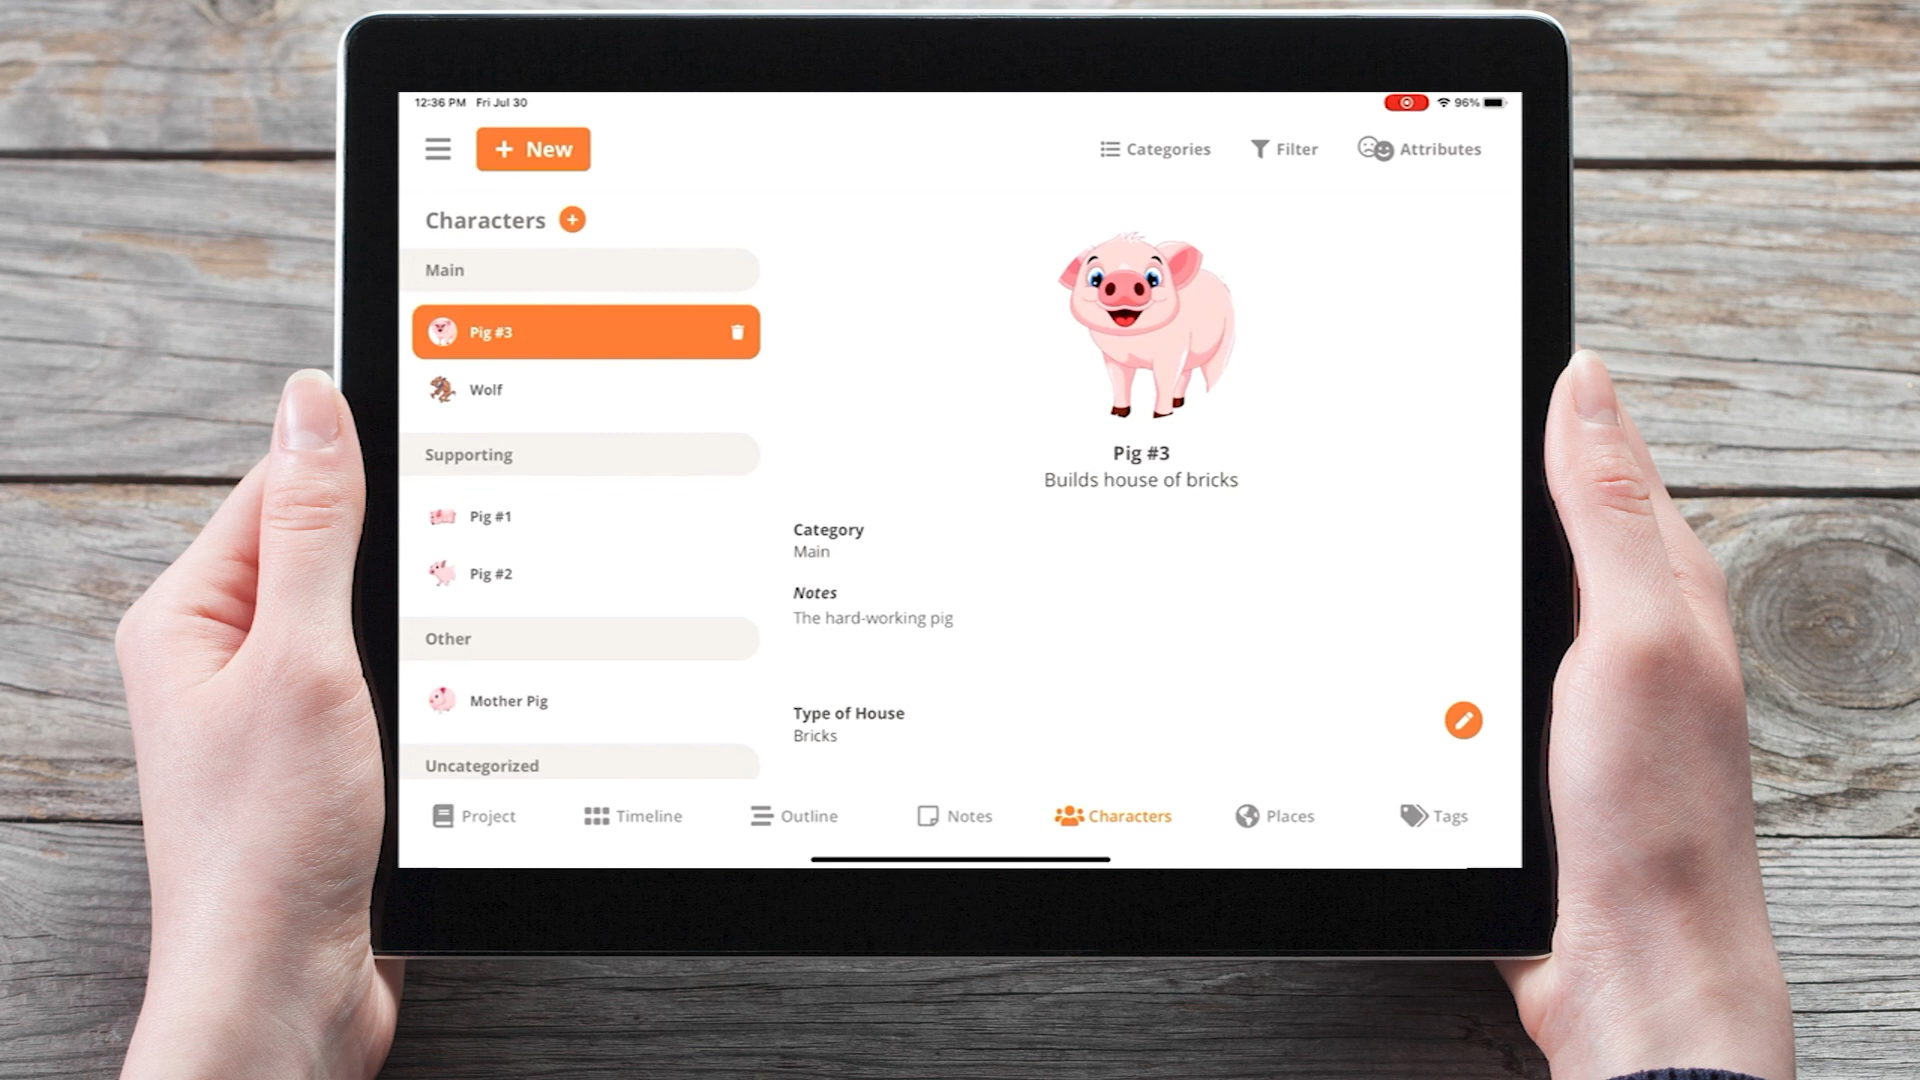 12:36 PM Fri Jul 30
96%
+ New
Categories
Filter
Attributes
Characters
Main
Pig #3
Wolf
Supporting
Pig #1
Pig #2
Other
Mother Pig
Uncategorized
Pig #3
Builds house of bricks
Category
Main
Notes
The hard-working pig
Type of House
Bricks
Project
Timeline
Outline
Notes
Characters
Places
Tags